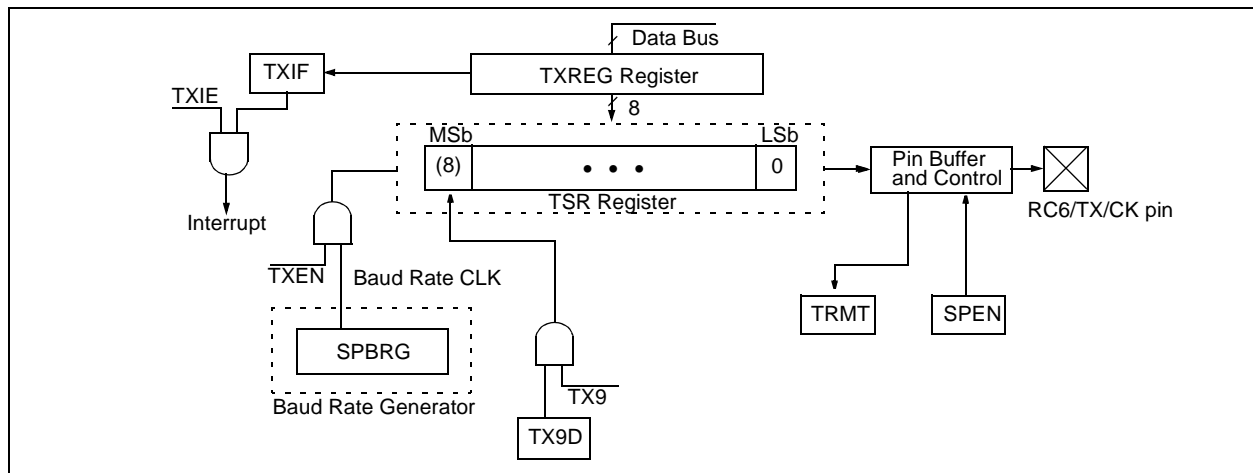 Data Bus
TXIF
TXREG Register
TXIE
8
MSb
LSb
(8)
• • •
0
Pin Buffer
and Control
TSR Register
Interrupt
RC6/TX/CK pin
TXEN
Baud Rate CLK
TRMT
SPEN
SPBRG
TX9
Baud Rate Generator
TX9D